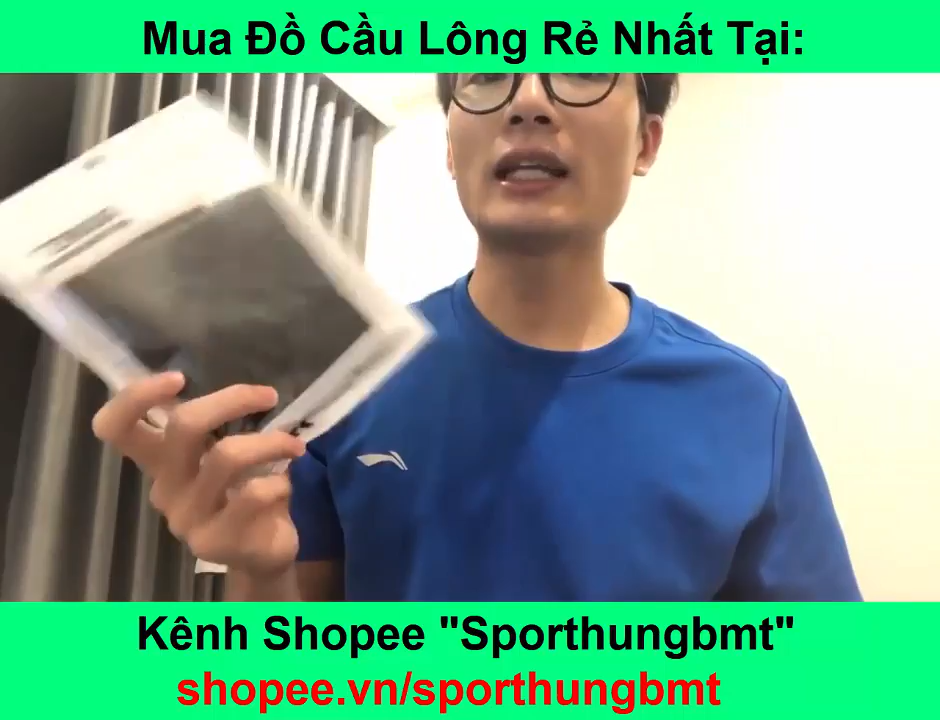 Mua Đồ Cầu Lông Rẻ Nhất Tại:
Kênh Shopee "Sporthungbmt"
shopee.vn/sporthungbmt